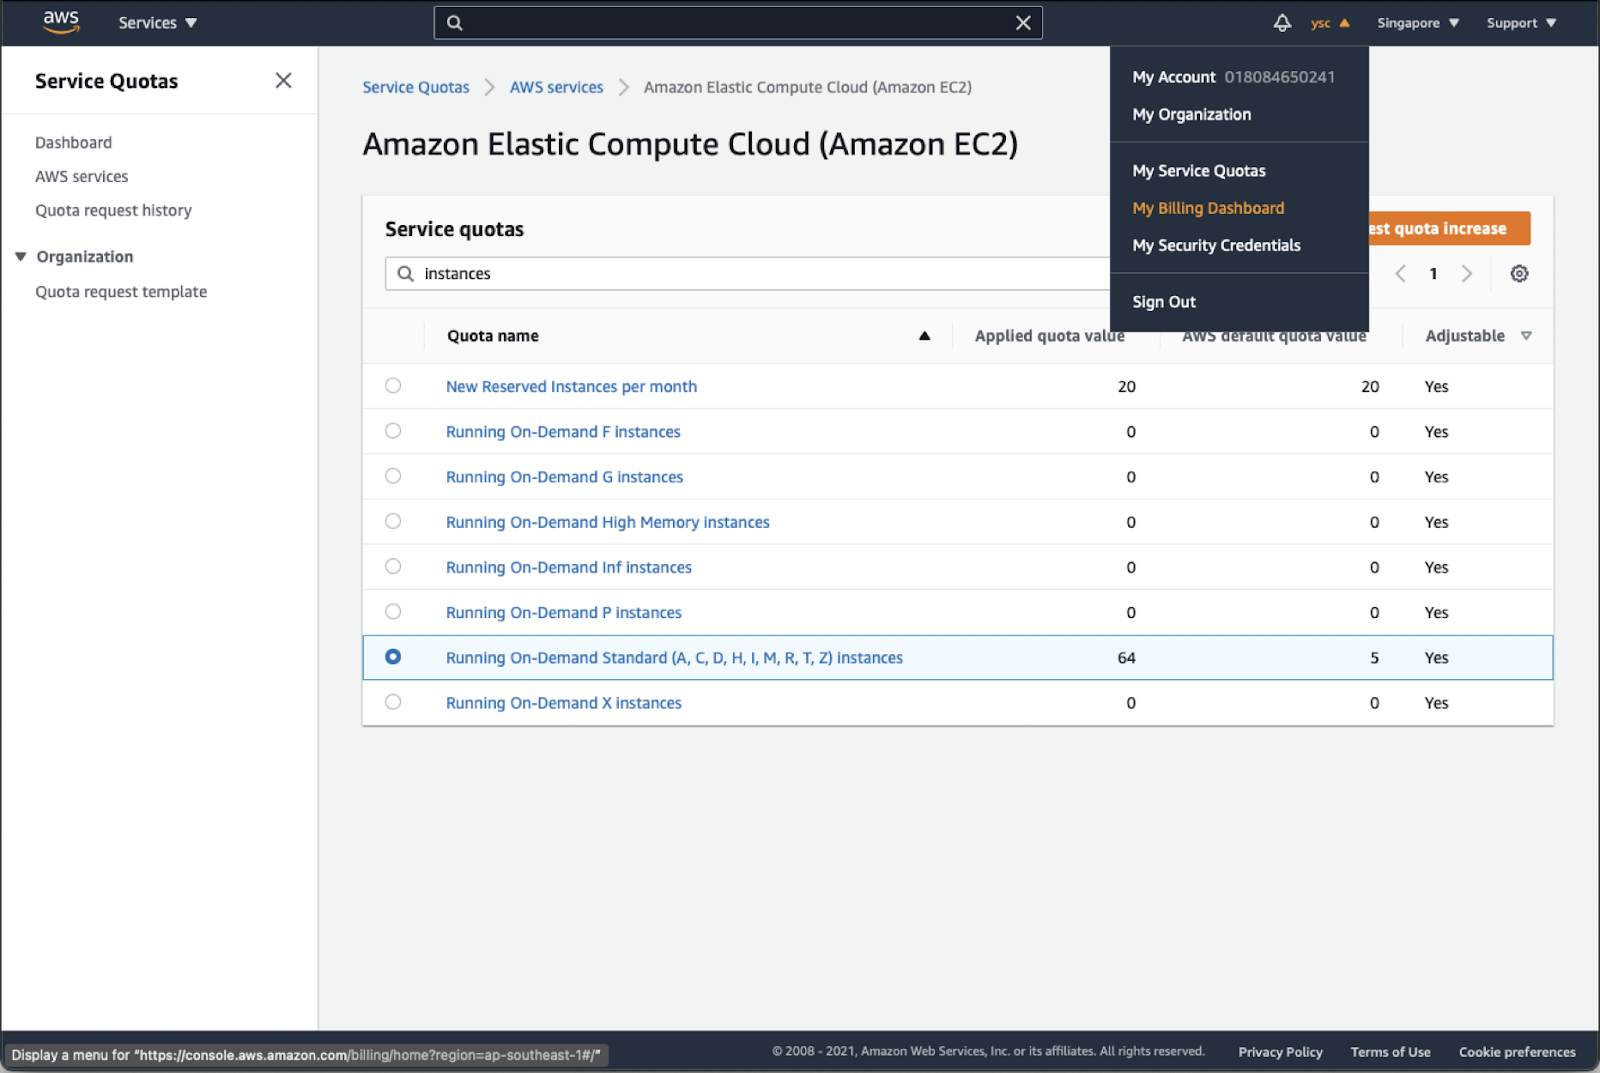 aws
Services ▼
ysc ▲
Singapore ▼
Support ▼
My Account 018084650241
My Organization
My Service Quotas
My Billing Dashboard
My Security Credentials
Sign Out
Service Quotas
Dashboard
AWS services
Quota request history
▼ Organization
Quota request template
Service Quotas > AWS services > Amazon Elastic Compute Cloud (Amazon EC2)
Amazon Elastic Compute Cloud (Amazon EC2)
Service quotas
est quota increase
instances
< 1 >
Quota name ▲ Applied quota value AWS default quota value Adjustable ▽
New Reserved Instances per month 20 20 Yes
Running On-Demand F instances 0 0 Yes
Running On-Demand G instances 0 0 Yes
Running On-Demand High Memory instances 0 0 Yes
Running On-Demand Inf instances 0 0 Yes
Running On-Demand P instances 0 0 Yes
Running On-Demand Standard (A, C, D, H, I, M, R, T, Z) instances 64 5 Yes
Running On-Demand X instances 0 0 Yes
Display a menu for "https://console.aws.amazon.com/billing/home?region=ap-southeast-1#/"
© 2008 - 2021, Amazon Web Services, Inc. or its affiliates. All rights reserved.
Privacy Policy
Terms of Use
Cookie preferences